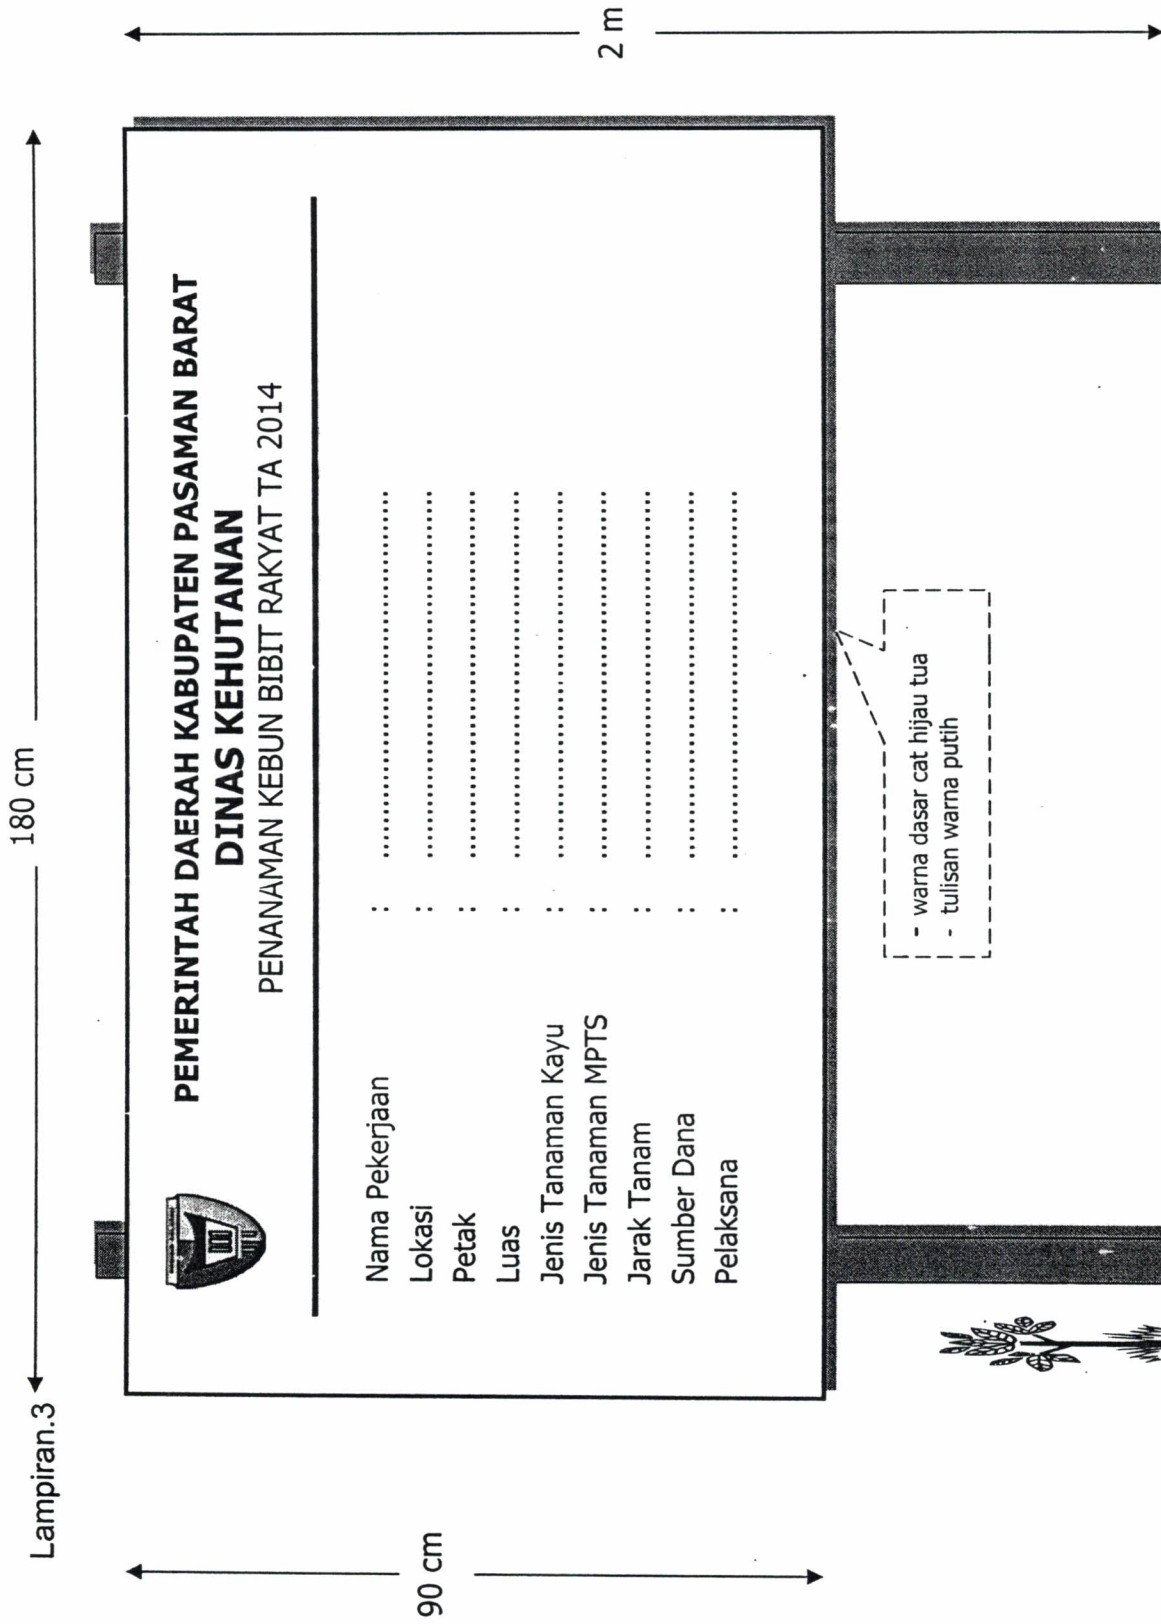 Lampiran.3
180 cm
90 cm
2 m
PEMERINTAH DAERAH KABUPATEN PASAMAN BARAT
DINAS KEHUTANAN
PENANAMAN KEBUN BIBIT RAKYAT TA 2014
Nama Pekerjaan : ..........................................
Lokasi : ..........................................
Petak : ..........................................
Luas : ..........................................
Jenis Tanaman Kayu : ..........................................
Jenis Tanaman MPTS : ..........................................
Jarak Tanam : ..........................................
Sumber Dana : ..........................................
Pelaksana : ..........................................
- warna dasar cat hijau tua
- tulisan warna putih